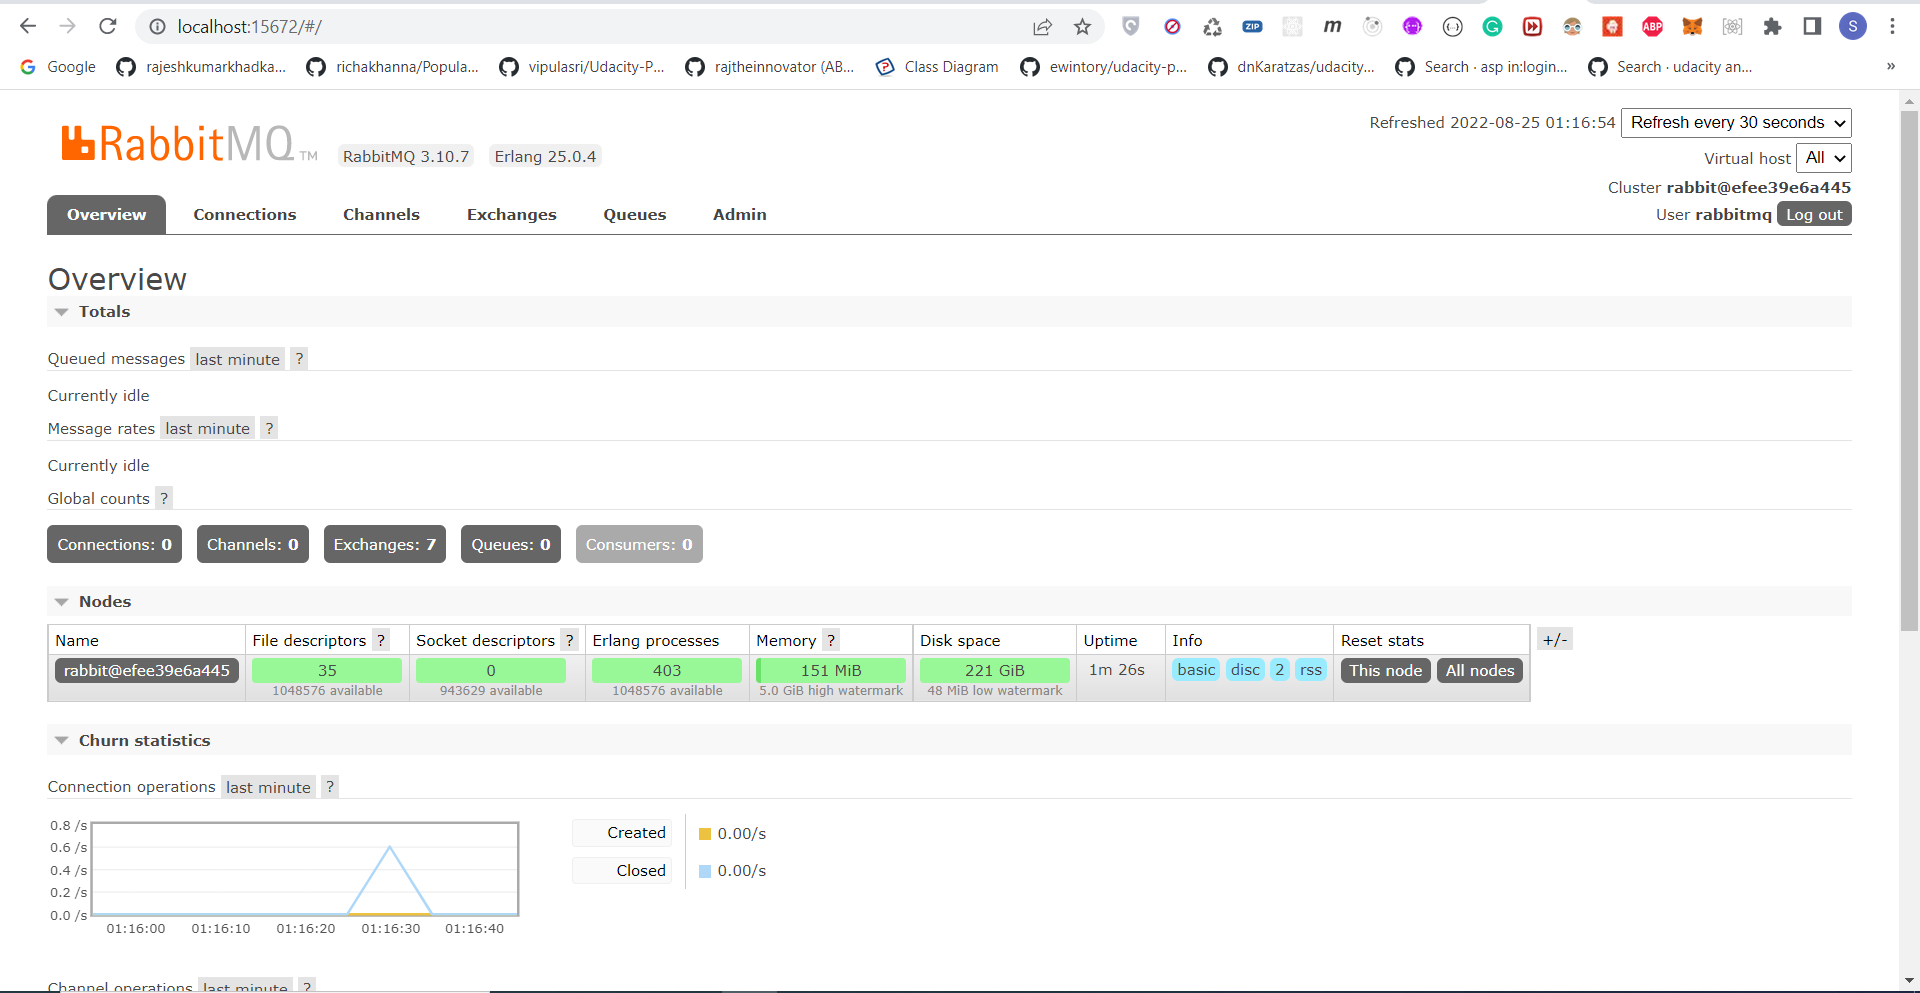 localhost:15672/#/
ZIP
m
ABP
S
Google rajeshkumarkhadka... richakhanna/Popula... vipulasri/Udacity-P... rajtheinnovator (AB... Class Diagram ewintory/udacity-p... dnKaratzas/udacity... Search · asp in:login... Search · udacity an... »
RabbitMQ TM RabbitMQ 3.10.7 Erlang 25.0.4
Refreshed 2022-08-25 01:16:54 Refresh every 30 seconds
Virtual host All
Cluster rabbit@efee39e6a445
User rabbitmq Log out
Overview Connections Channels Exchanges Queues Admin
Overview
Totals
Queued messages last minute ?
Currently idle
Message rates last minute ?
Currently idle
Global counts ?
Connections: 0 Channels: 0 Exchanges: 7 Queues: 0 Consumers: 0
Nodes
Name File descriptors ? Socket descriptors ? Erlang processes Memory ? Disk space Uptime Info Reset stats +/-
rabbit@efee39e6a445 35 0 403 151 MiB 221 GiB 1m 26s basic disc 2 rss This node All nodes
1048576 available 943629 available 1048576 available 5.0 GiB high watermark 48 MiB low watermark
Churn statistics
Connection operations last minute ?
0.8 /s
0.6 /s
0.4 /s
0.2 /s
0.0 /s
01:16:00 01:16:10 01:16:20 01:16:30 01:16:40
Created 0.00/s
Closed 0.00/s
Channel operations last minute ?